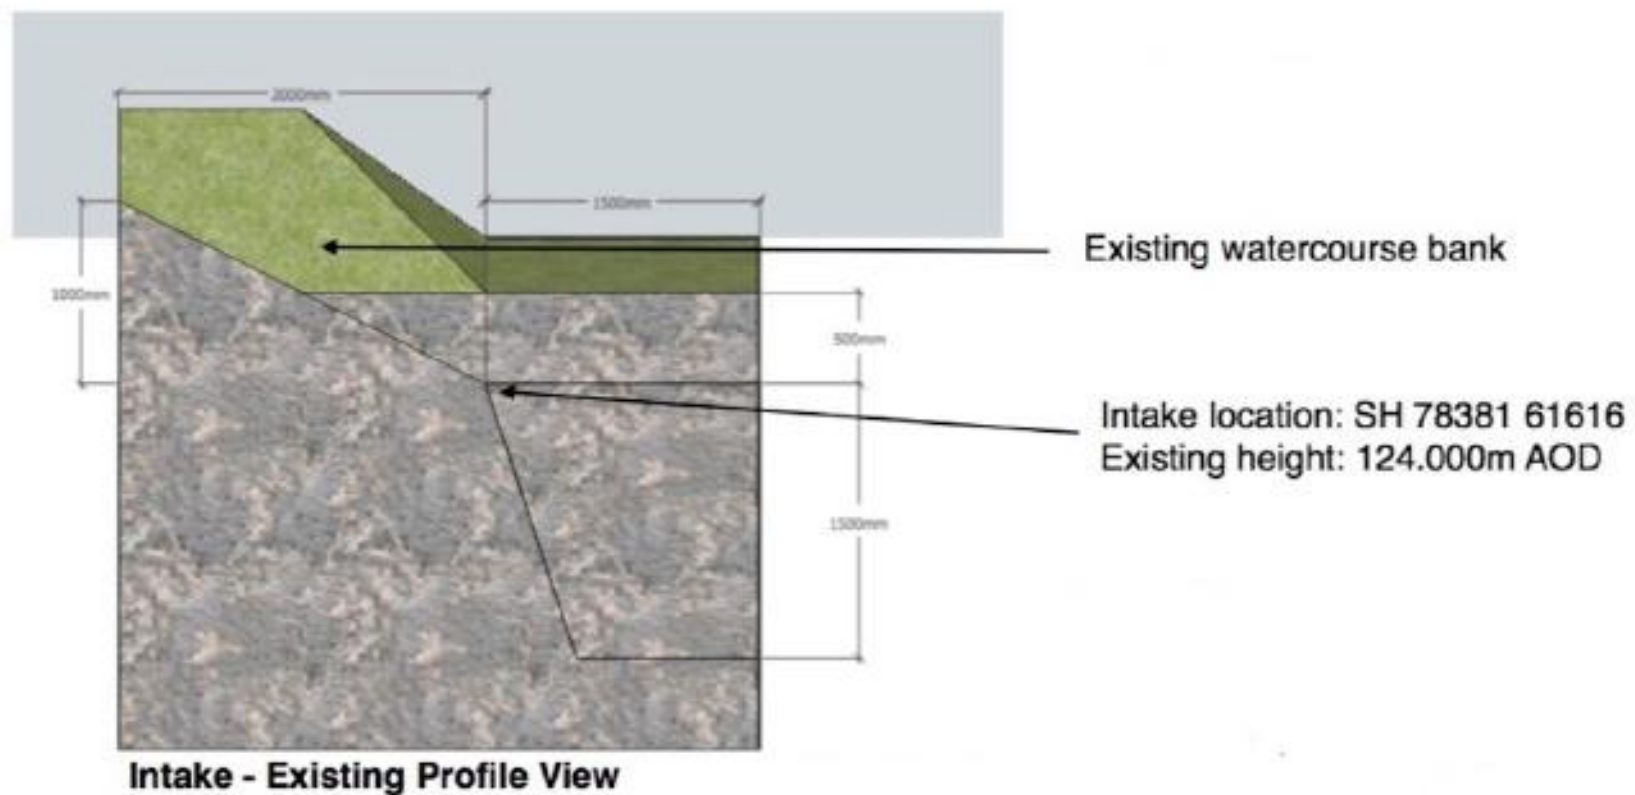 2000mm
1500mm
Existing watercourse bank
1000mm
500mm
Intake location: SH 78381 61616
Existing height: 124.000m AOD
1500mm
Intake - Existing Profile View